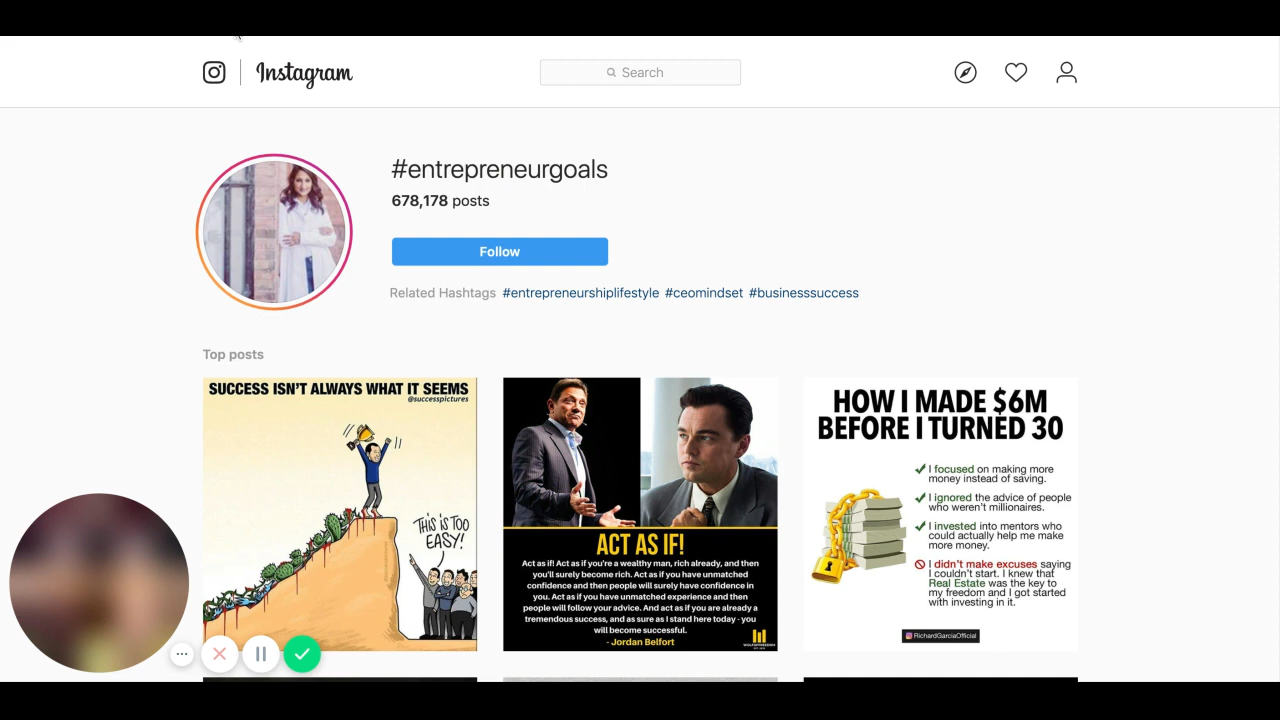 Instagram
Search
#entrepreneurgoals
678,178 posts
Follow
Related Hashtags #entrepreneurshiplifestyle #ceomindset #businesssuccess
Top posts
SUCCESS ISN'T ALWAYS WHAT IT SEEMS
@successpictures
THIS IS TOO
EASY!
ACT AS IF!
Act as if! Act as if you're a wealthy man, rich already, and then
you'll surely become rich. Act as if you have unmatched
confidence and then people will surely have confidence in
you. Act as if you have unmatched experience and then
people will follow your advice. And act as if you are already a
tremendous success, and as sure as I stand here today - you
will become successful.
- Jordan Belfort
HOW I MADE $6M
BEFORE I TURNED 30
I focused on making more
money instead of saving.
I ignored the advice of people
who weren't millionaires.
I invested into mentors who
could actually help me make
more money.
I didn't make excuses saying
I couldn't start. I knew that
Real Estate was the key to
my freedom and I got started
with investing in it.
RichardGarciaOfficial